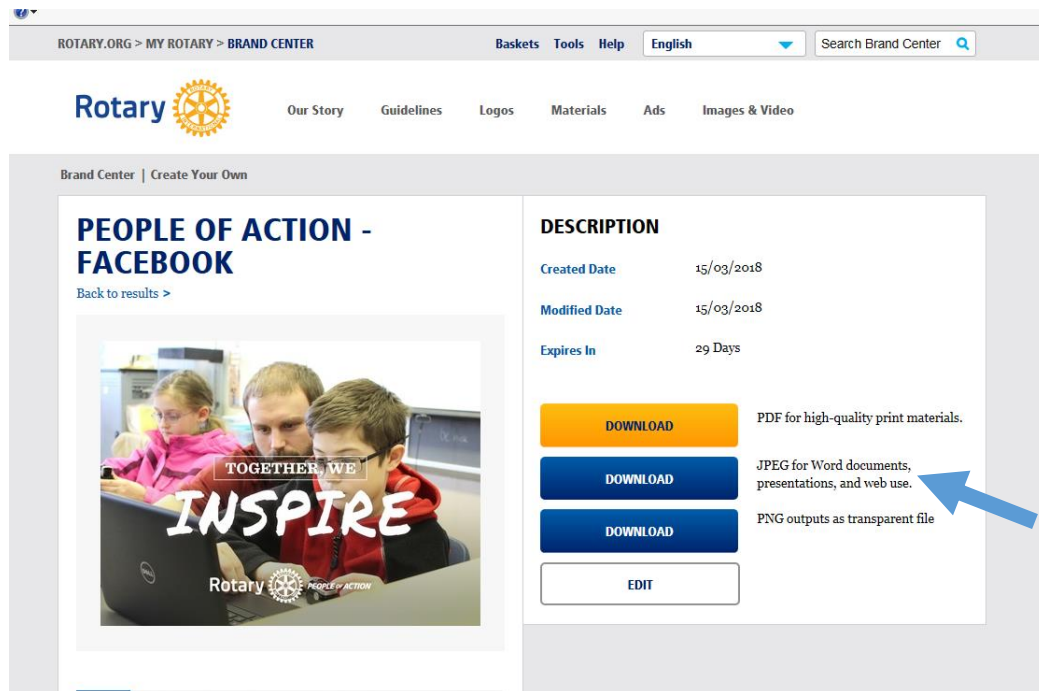 ROTARY.ORG > MY ROTARY > BRAND CENTER
Baskets Tools Help English Search Brand Center
Rotary
Our Story Guidelines Logos Materials Ads Images & Video
Brand Center | Create Your Own
PEOPLE OF ACTION -
FACEBOOK
Back to results >
TOGETHER, WE
INSPIRE
DELL
Rotary PEOPLE OF ACTION
DESCRIPTION
Created Date 15/03/2018
Modified Date 15/03/2018
Expires In 29 Days
DOWNLOAD PDF for high-quality print materials.
DOWNLOAD JPEG for Word documents,
presentations, and web use.
DOWNLOAD PNG outputs as transparent file
EDIT